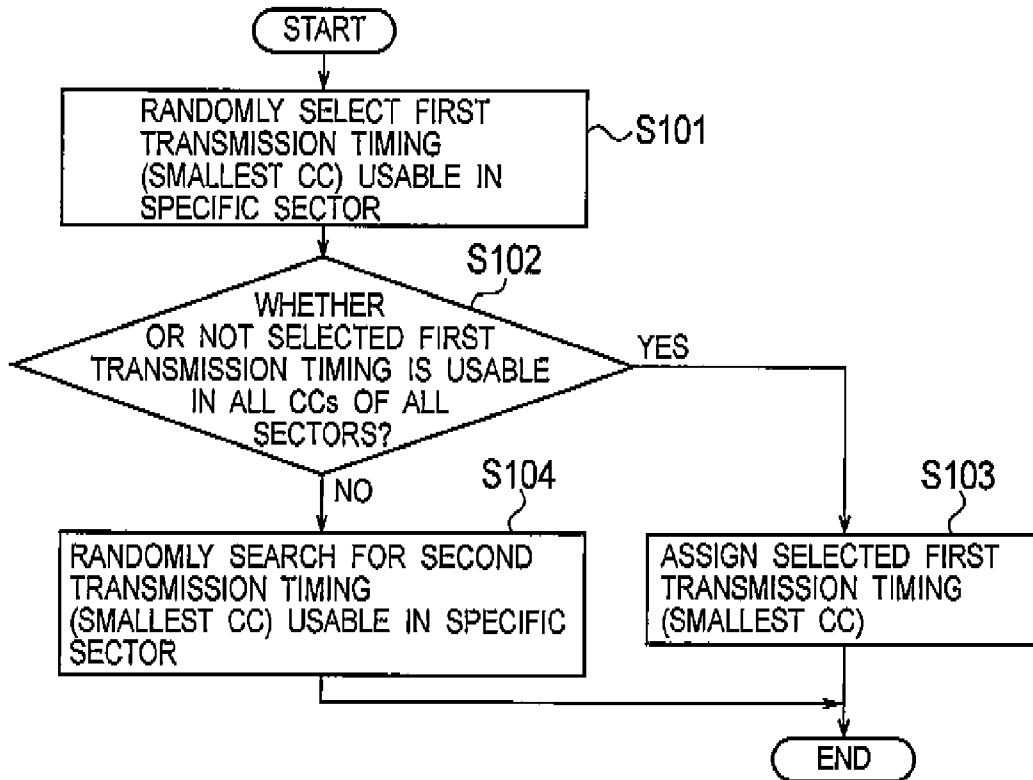 START
RANDOMLY SELECT FIRST
TRANSMISSION TIMING
(SMALLEST CC) USABLE IN
SPECIFIC SECTOR
S101
S102
WHETHER
OR NOT SELECTED FIRST
TRANSMISSION TIMING IS USABLE
IN ALL CCs OF ALL
SECTORS?
YES
NO
S104
RANDOMLY SEARCH FOR SECOND
TRANSMISSION TIMING
(SMALLEST CC) USABLE IN SPECIFIC
SECTOR
S103
ASSIGN SELECTED FIRST
TRANSMISSION TIMING
(SMALLEST CC)
END